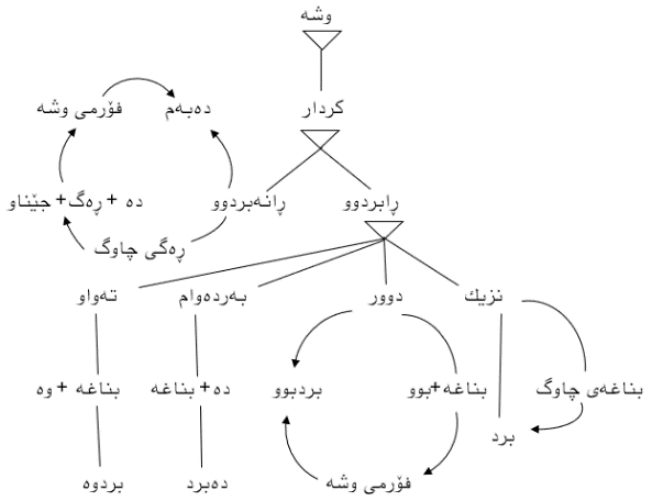 وشە
کردار
فۆرمی وشە
دەبەم
دە + ڕەگ + جێناو
ڕانەبردوو
ڕابردوو
ڕەگی چاوگ
نزیك
دوور
بەردەوام
تەواو
بناغەی چاوگ
بناغە+بوو
بردبوو
دە + بناغە
بناغە + وە
برد
فۆرمی وشە
دەبرد
بردوە